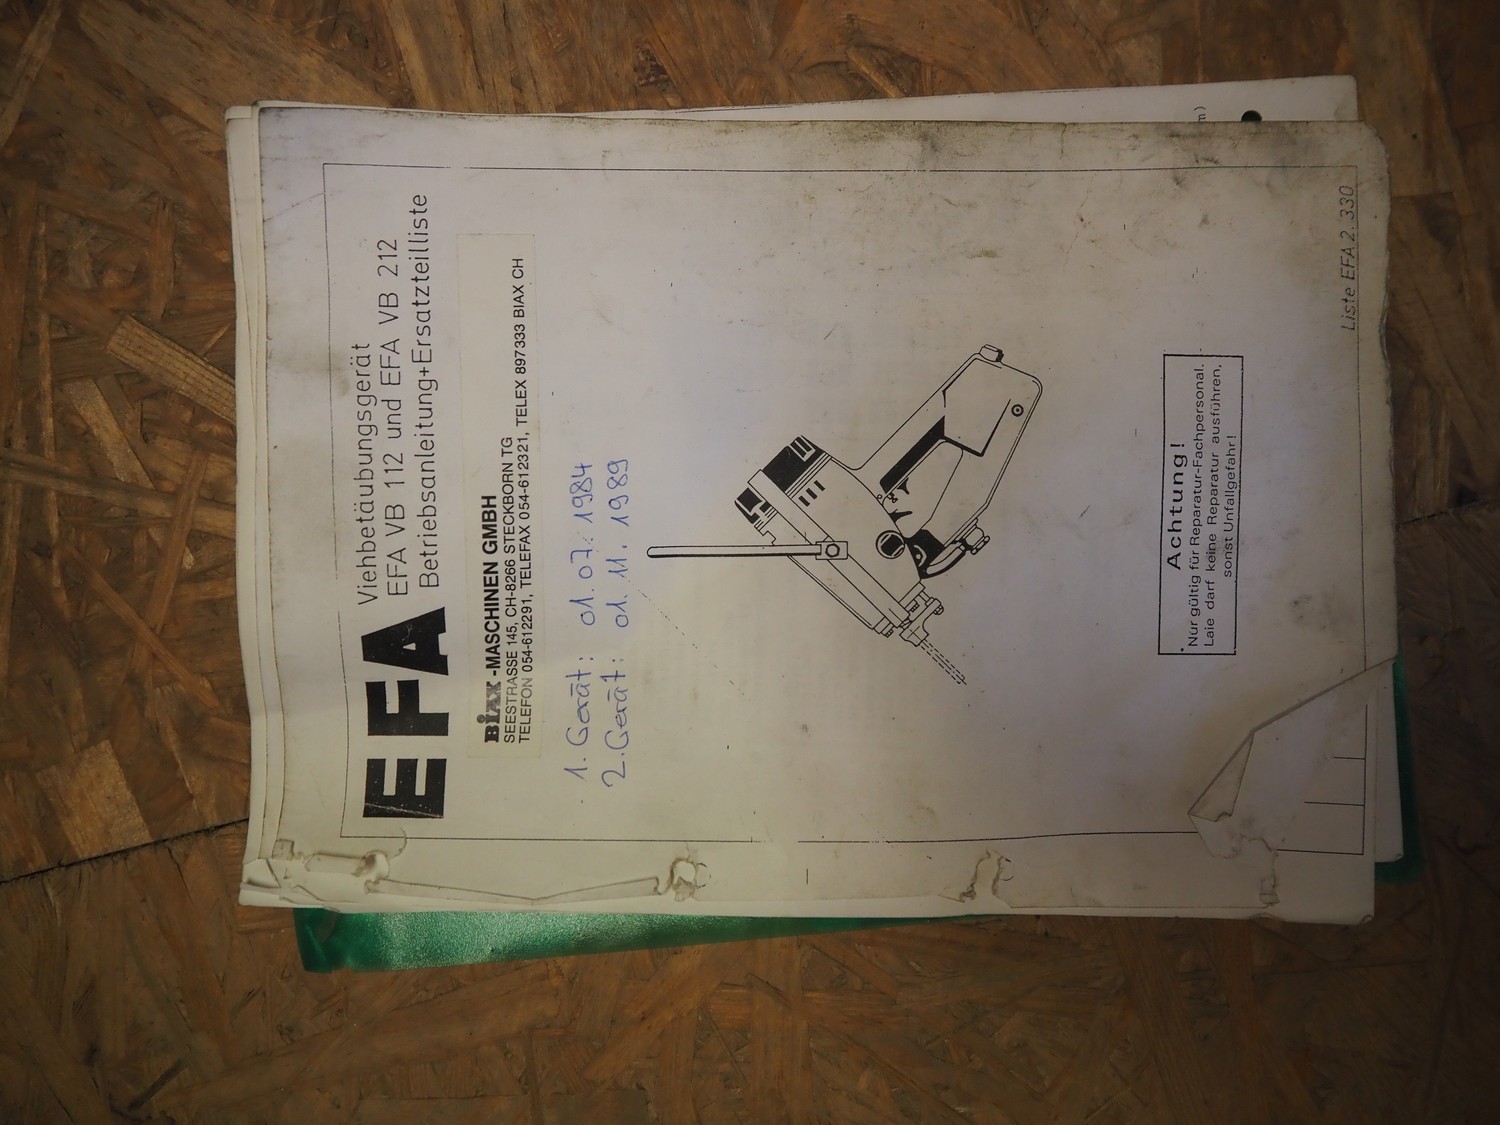 EFA
Viehbetäubungsgerät
EFA VB 112 und EFA VB 212
Betriebsanleitung+Ersatzteilliste
BIAX -MASCHINEN GMBH
SEESTRASSE 145, CH-8266 STECKBORN TG
TELEFON 054-612291, TELEFAX 054-612321, TELEX 897333 BIAX CH
1. Gerät: 01. 07. 1984
2. Gerät: 01. 11. 1989
Achtung!
Nur gültig für Reparatur-Fachpersonal.
Laie darf keine Reparatur ausführen,
sonst Unfallgefahr!
Liste EFA 2.330
m)